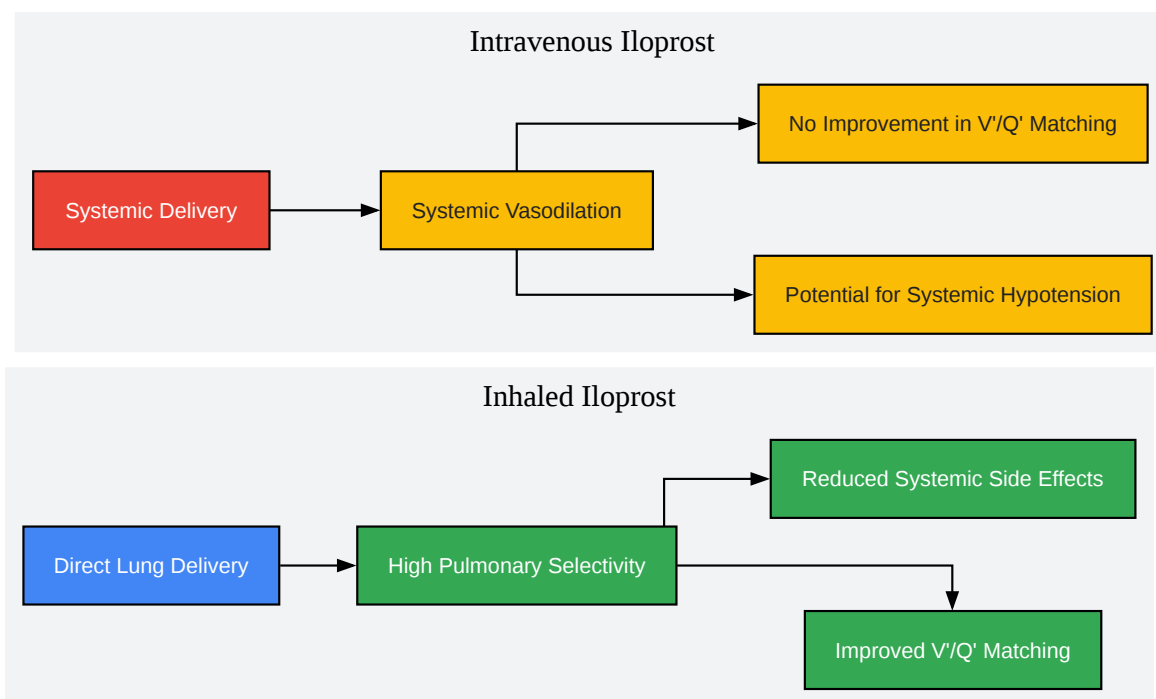 Intravenous Iloprost
No Improvement in V'/Q' Matching
Systemic Delivery
Systemic Vasodilation
Potential for Systemic Hypotension
Inhaled Iloprost
Reduced Systemic Side Effects
Direct Lung Delivery
High Pulmonary Selectivity
Improved V'/Q' Matching